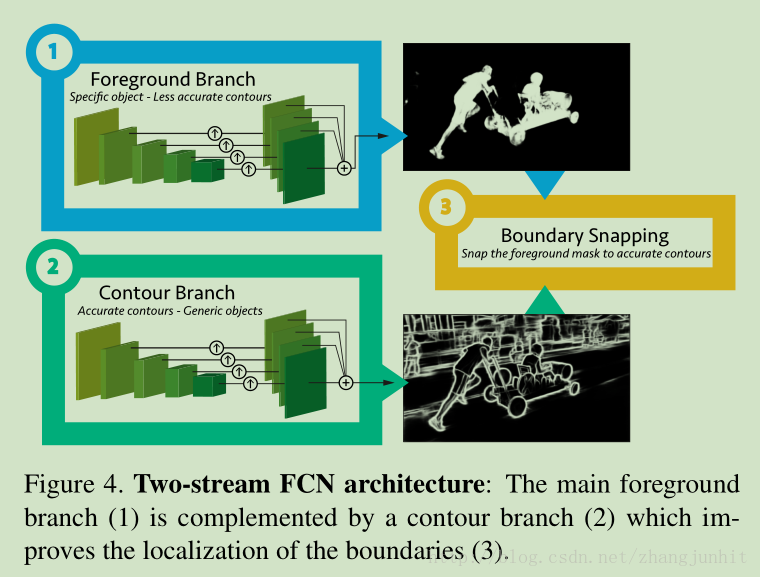 1
Foreground Branch
Specific object - Less accurate contours
2
Contour Branch
Accurate contours - Generic objects
3
Boundary Snapping
Snap the foreground mask to accurate contours
Figure 4. Two-stream FCN architecture: The main foreground
branch (1) is complemented by a contour branch (2) which im-
proves the localization of the boundaries (3).
http://blog.csdn.net/zhangjunhit